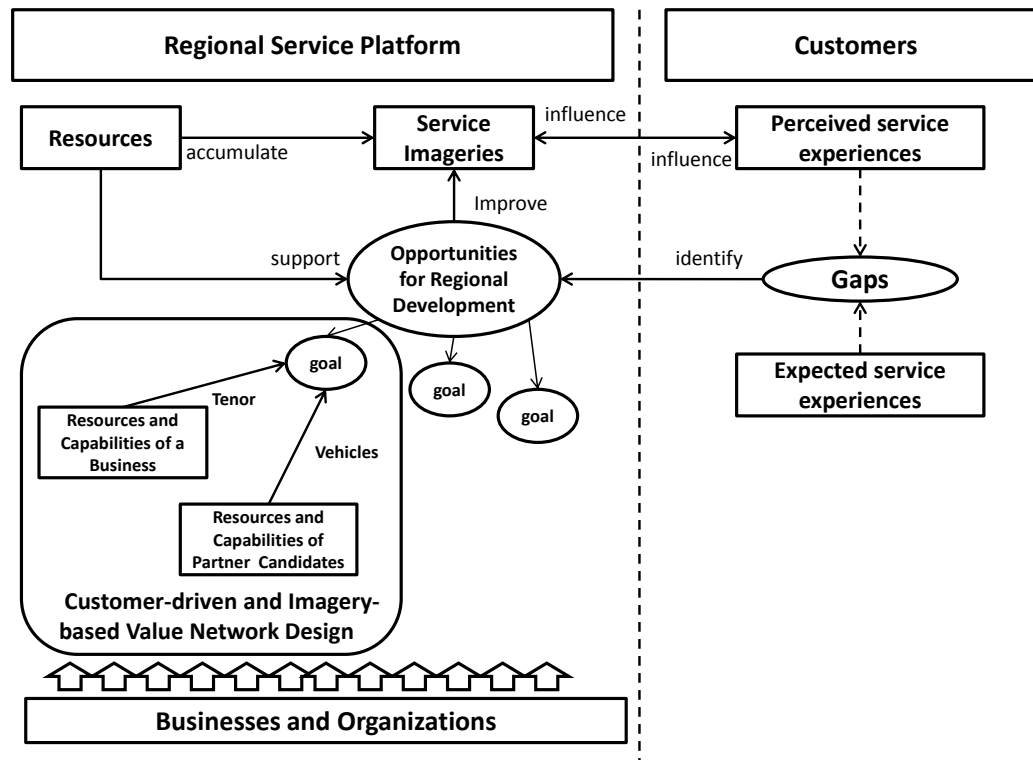 Regional Service Platform
Customers
Resources
accumulate
Service
Imageries
influence
influence
Perceived service
experiences
Improve
support
Opportunities
for Regional
Development
identify
Gaps
goal
goal
goal
Expected service
experiences
Tenor
Resources and
Capabilities of a
Business
Vehicles
Resources and
Capabilities of
Partner Candidates
Customer-driven and Imagery-
based Value Network Design
Businesses and Organizations